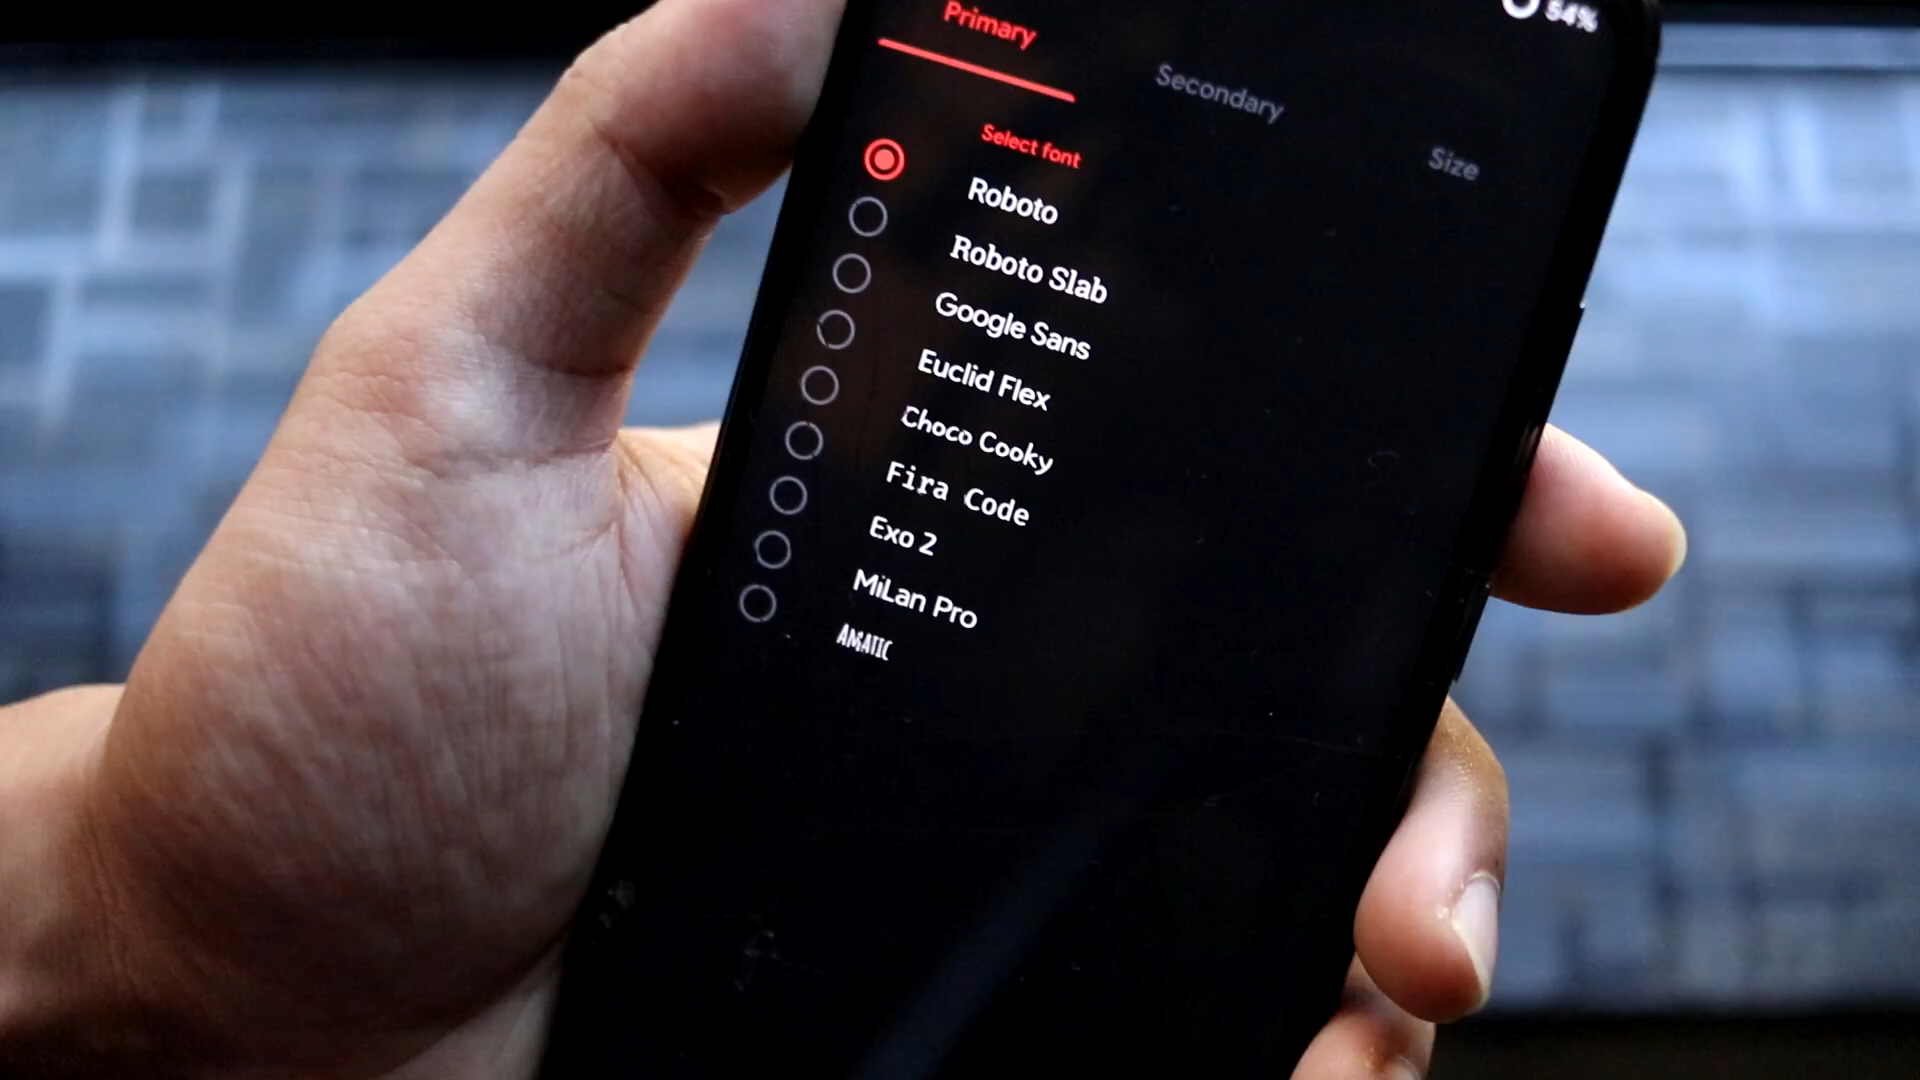 54%
Primary
Secondary
Size
Select font
Roboto
Roboto Slab
Google Sans
Euclid Flex
Choco Cooky
Fira Code
Exo 2
MiLan Pro
AMATIC